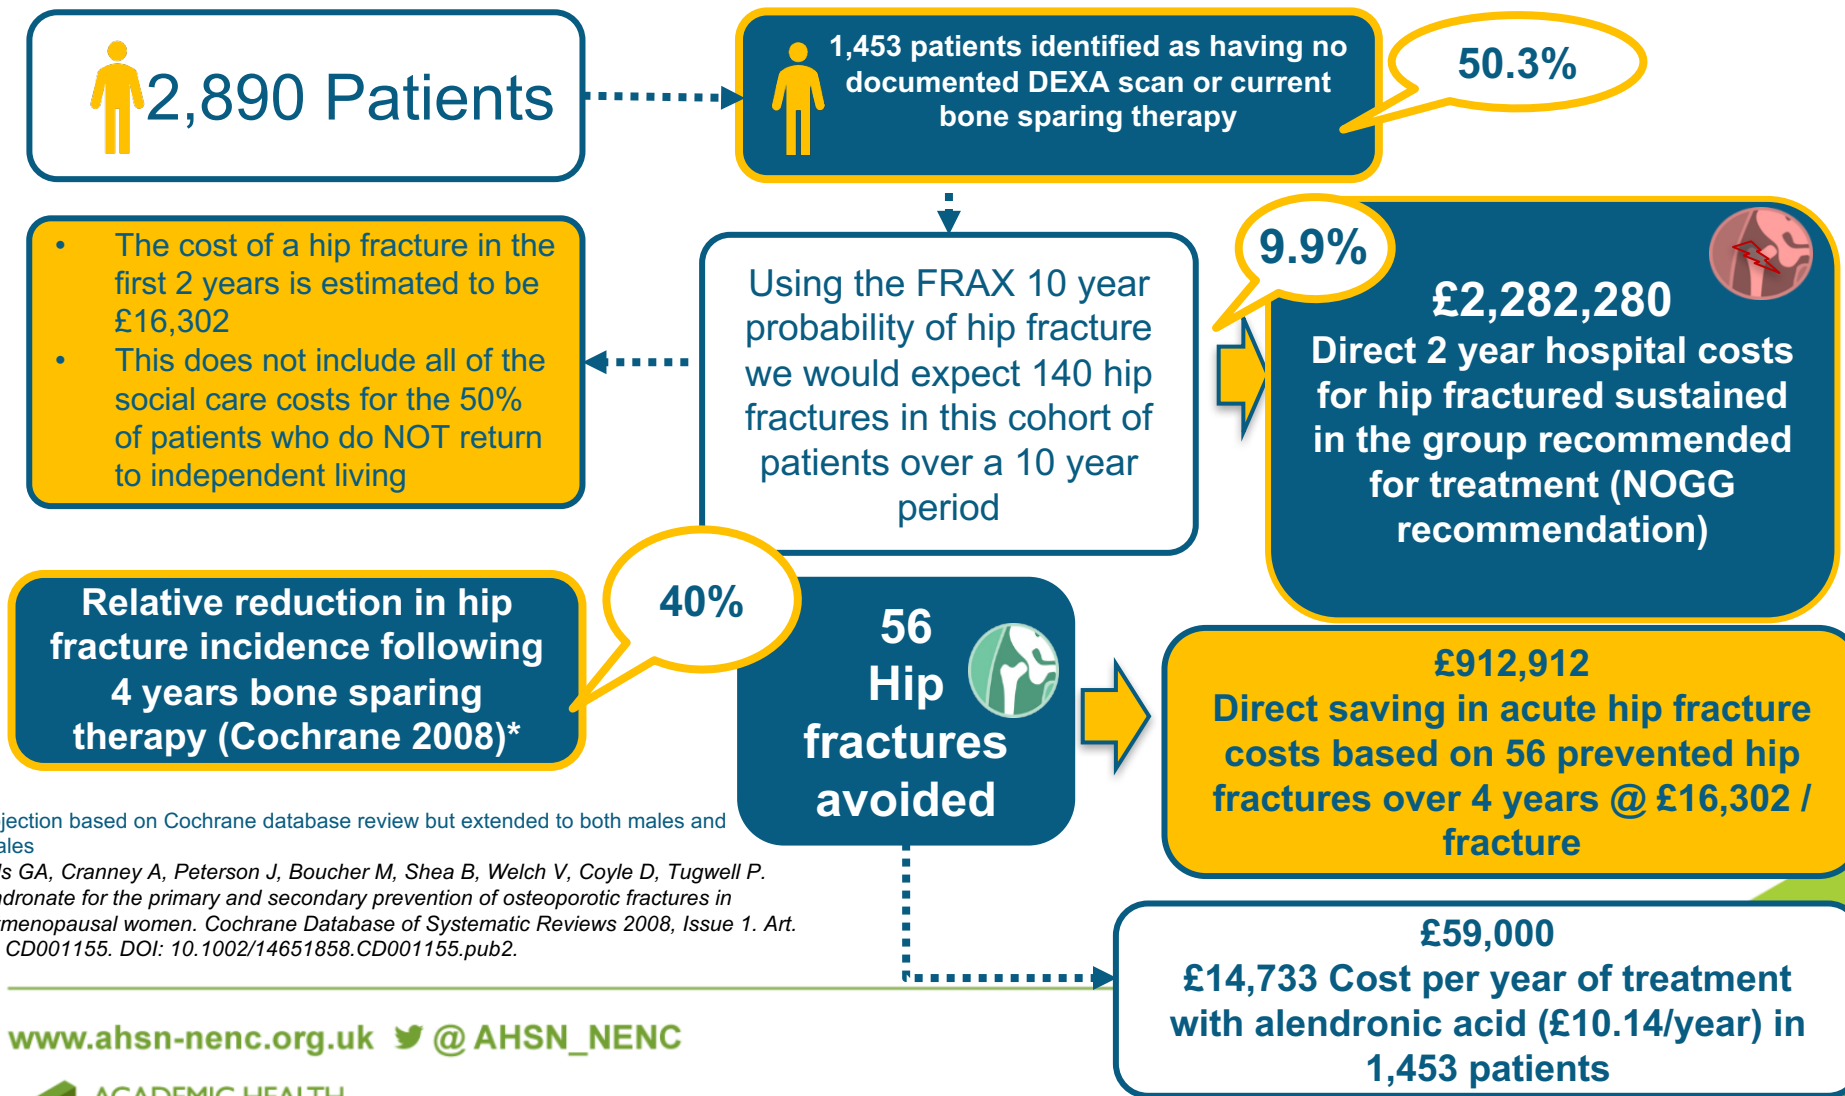 2,890 Patients
1,453 patients identified as having no
documented DEXA scan or current
bone sparing therapy
50.3%
• The cost of a hip fracture in the
first 2 years is estimated to be
£16,302
• This does not include all of the
social care costs for the 50%
of patients who do NOT return
to independent living
Using the FRAX 10 year
probability of hip fracture
we would expect 140 hip
fractures in this cohort of
patients over a 10 year
period
9.9%
£2,282,280
Direct 2 year hospital costs
for hip fractured sustained
in the group recommended
for treatment (NOGG
recommendation)
Relative reduction in hip
fracture incidence following
4 years bone sparing
therapy (Cochrane 2008)*
40%
56
Hip
fractures
avoided
£912,912
Direct saving in acute hip fracture
costs based on 56 prevented hip
fractures over 4 years @ £16,302 /
fracture
based on Cochrane database review but extended to both males and
GA, Cranney A, Peterson J, Boucher M, Shea B, Welch V, Coyle D, Tugwell P.
for the primary and secondary prevention of osteoporotic fractures in
women. Cochrane Database of Systematic Reviews 2008, Issue 1. Art.
CD001155. DOI: 10.1002/14651858.CD001155.pub2.
£59,000
£14,733 Cost per year of treatment
with alendronic acid (£10.14/year) in
1,453 patients
www.ahsn-nenc.org.uk @AHSN_NENC
ACADEMIC HEALTH